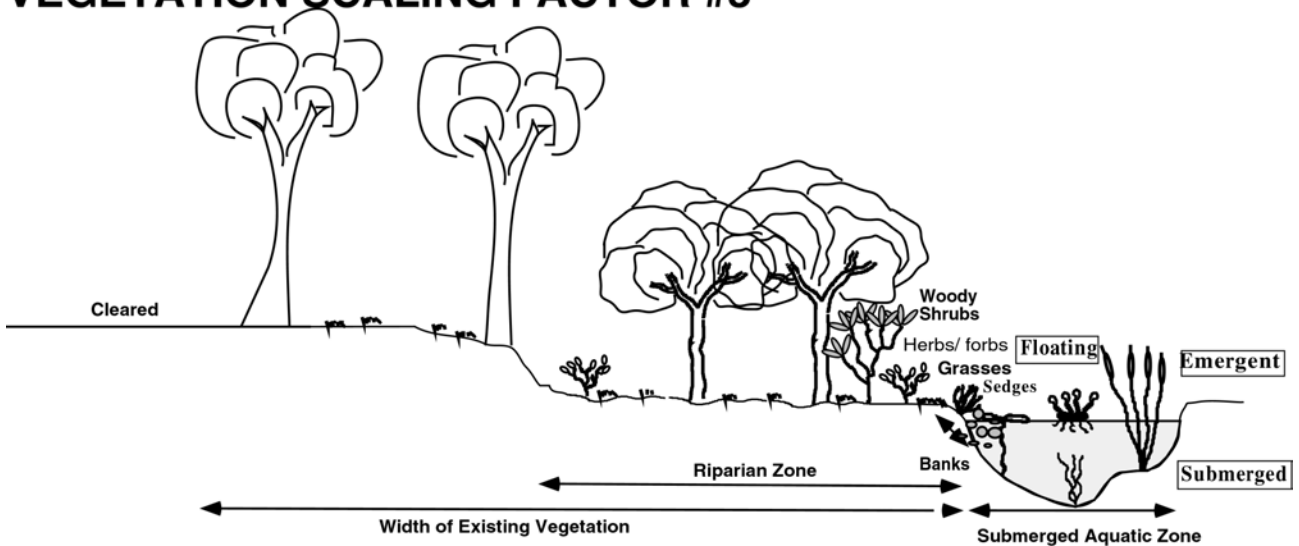 VEGETATION SCALING FACTOR #
Cleared
Woody
Shrubs
Herbs/ forbs
Floating
Grasses
Sedges
Emergent
Banks
Submerged
Riparian Zone
Width of Existing Vegetation
Submerged Aquatic Zone